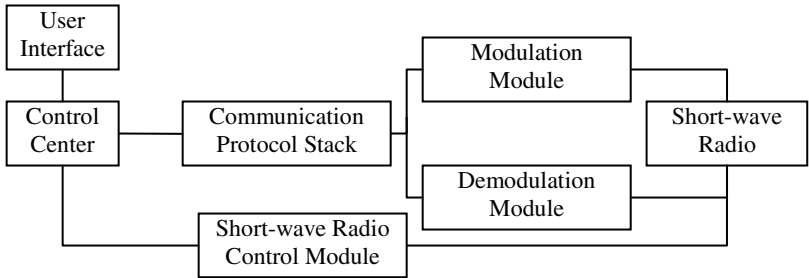 User
Interface
Control
Center
Communication
Protocol Stack
Modulation
Module
Demodulation
Module
Short-wave
Radio
Short-wave Radio
Control Module